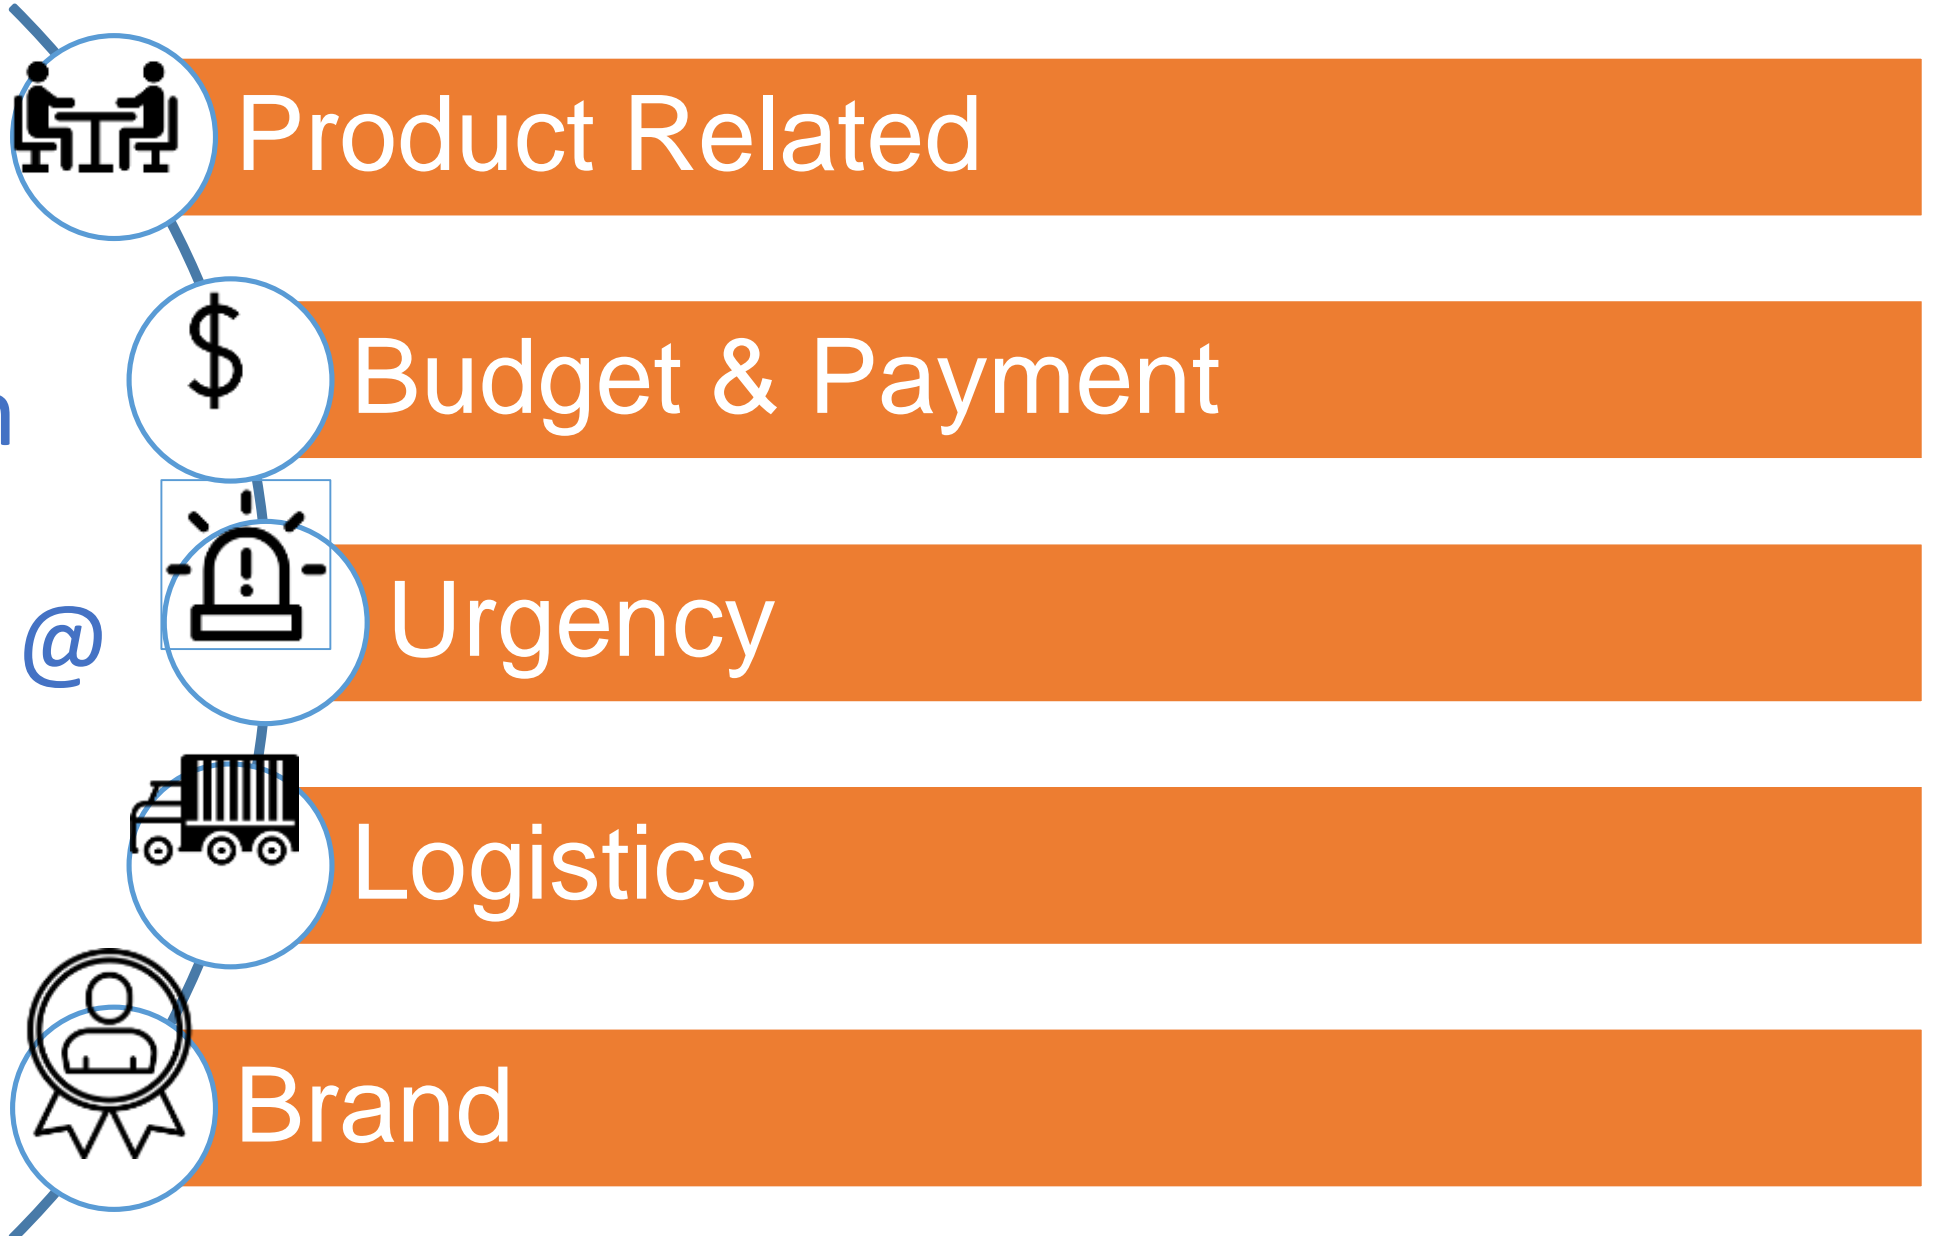 Product Related
$
Budget & Payment
Urgency
@
Logistics
Brand